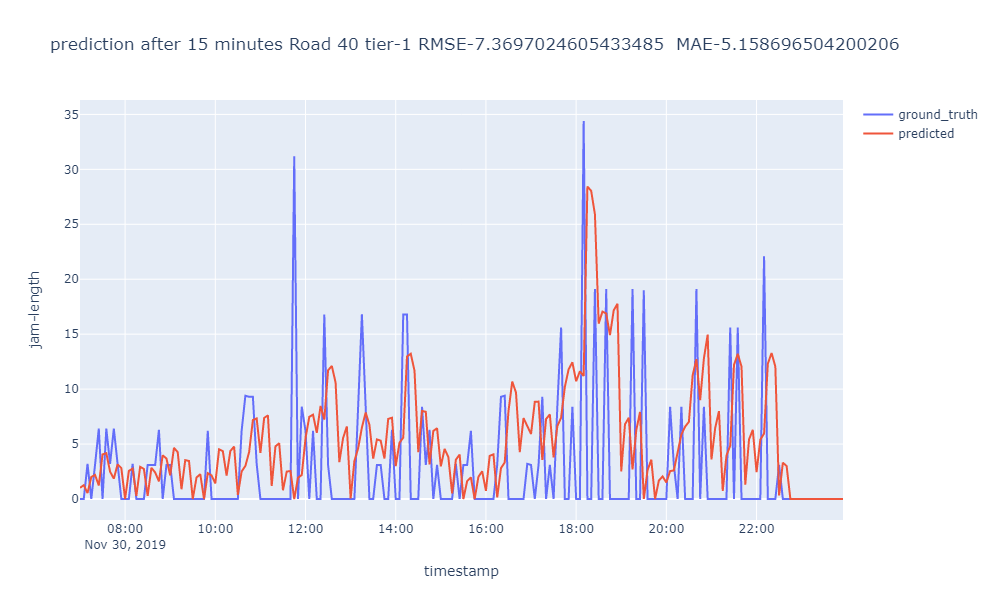 prediction after 15 minutes Road 40 tier-1 RMSE-7.3697024605433485  MAE-5.158696504200206
ground_truth
predicted
35
30
25
20
15
10
5
0
jam-length
08:00 10:00 12:00 14:00 16:00 18:00 20:00 22:00
Nov 30, 2019
timestamp